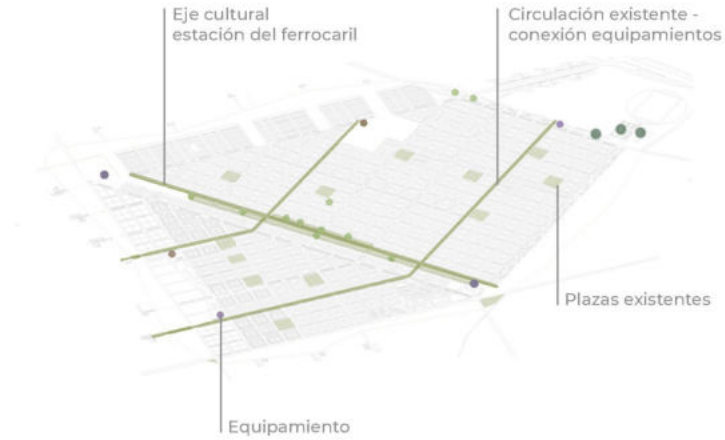 Eje cultural
estación del ferrocaril
Circulación existente -
conexión equipamientos
Plazas existentes
Equipamiento